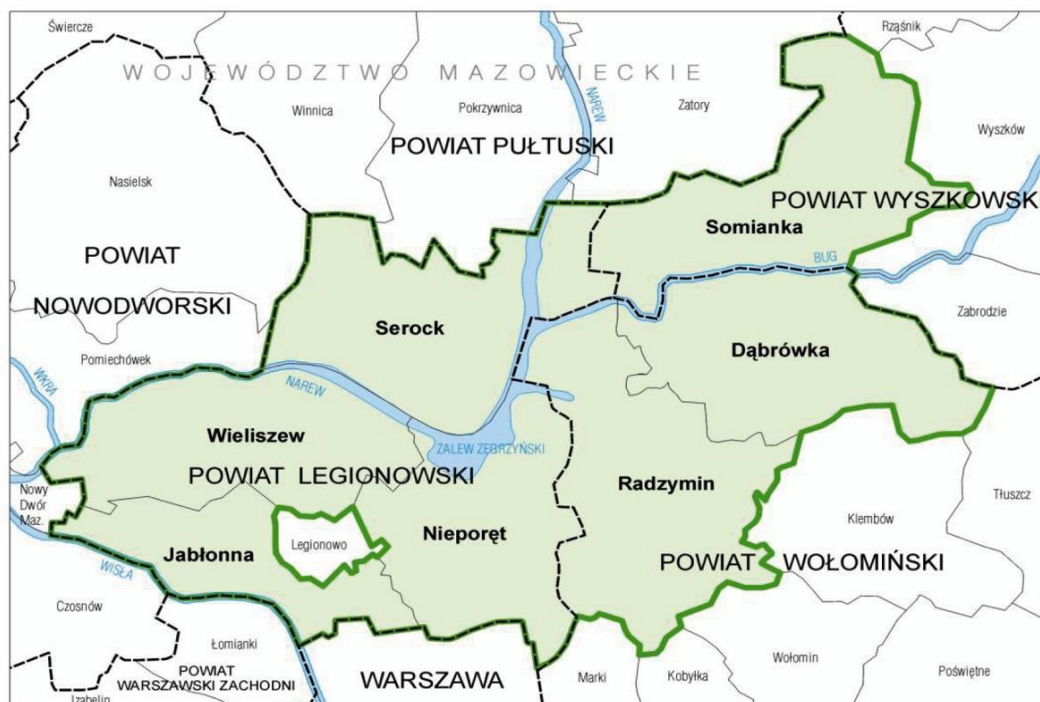 Świercze
Rząśnik
WOJEWÓDZTWO MAZOWIECKIE
Winnica
Pokrzywnica
NAREW
Zatory
Wyszków
POWIAT PUŁTUSKI
Nasielsk
POWIAT WYSZKOWSKI
Somianka
POWIAT
NOWODWORSKI
BUG
Zabrodzie
Serock
Dąbrówka
Pomiechówek
WKRA
NAREW
Wieliszew
ZALEW ZEGRZYŃSKI
POWIAT LEGIONOWSKI
Radzymin
Nowy
Dwór
Maz.
Tłuszcz
Klembów
Nieporęt
Legionowo
Jabłonna
POWIAT WOŁOMIŃSKI
WISŁA
Czosnów
Łomianki
POWIAT
WARSZAWSKI ZACHODNI
Izabelin
WARSZAWA
Marki
Kobyłka
Wołomin
Poświętne